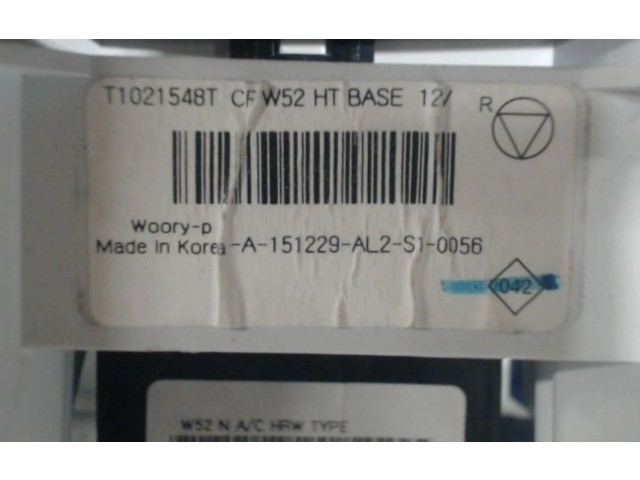 T1021548T CF W52 HT BASE 12/
R
Woory-p
Made In Korea -A-151229-AL2-S1-0056
042
W52 N A/C HRW TYPE